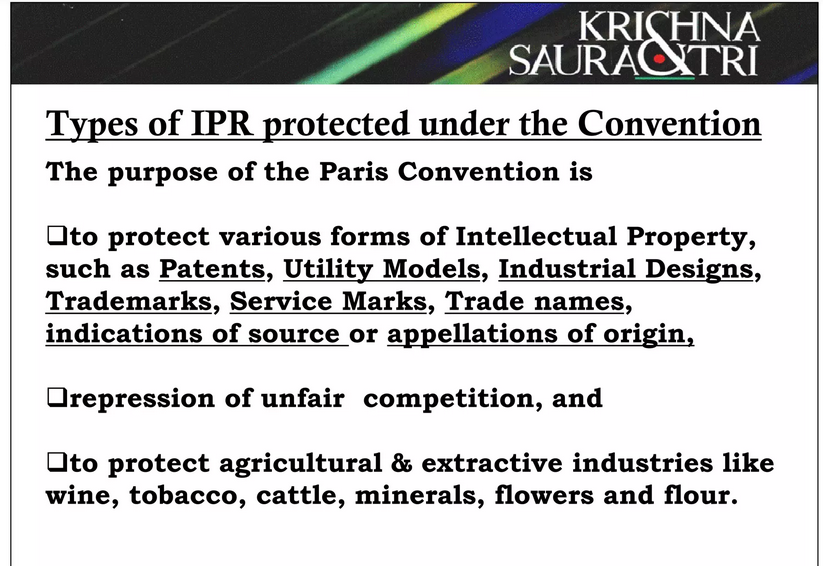 KRISHNA
SAURA&TRI
Types of IPR protected under the Convention
The purpose of the Paris Convention is
❑to protect various forms of Intellectual Property,
such as Patents, Utility Models, Industrial Designs,
Trademarks, Service Marks, Trade names,
indications of source or appellations of origin,
❑repression of unfair  competition, and
❑to protect agricultural & extractive industries like
wine, tobacco, cattle, minerals, flowers and flour.